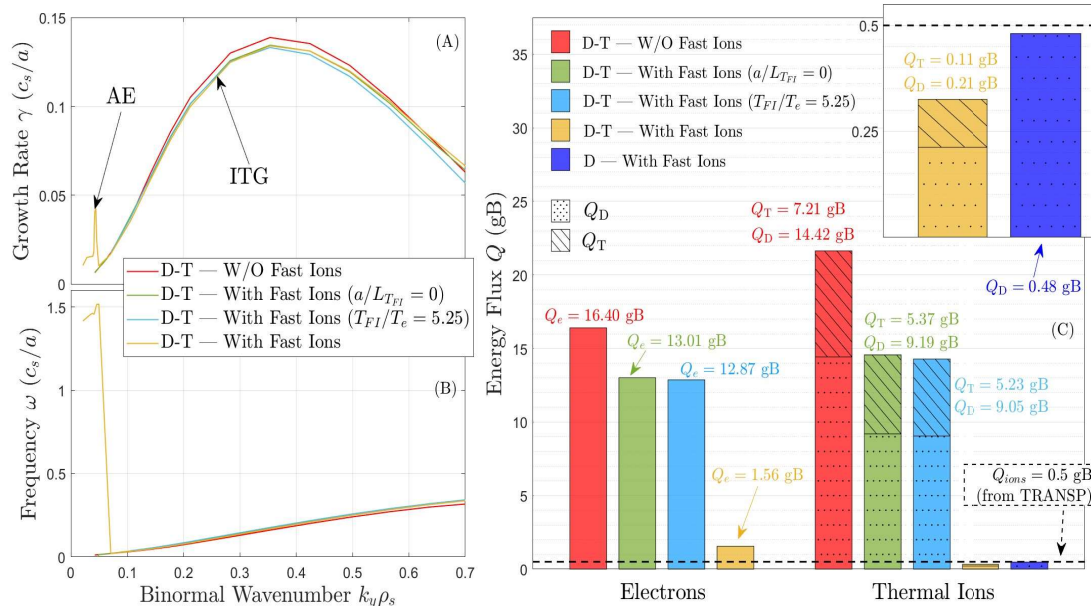 0.15
0.1
0.05
0
Growth Rate γ (c_s/a)
(A)
AE
ITG
D-T — W/O Fast Ions
D-T — With Fast Ions (a/L_{T_{FI}} = 0)
D-T — With Fast Ions (T_{FI}/T_e = 5.25)
D-T — With Fast Ions
1.5
1
0.5
0
Frequency ω (c_s/a)
(B)
0 0.1 0.2 0.3 0.4 0.5 0.6 0.7
Binormal Wavenumber k_yρ_s
35
30
25
20
15
10
5
0
Energy Flux Q (gB)
D-T — W/O Fast Ions
D-T — With Fast Ions (a/L_{T_{FI}} = 0)
D-T — With Fast Ions (T_{FI}/T_e = 5.25)
D-T — With Fast Ions
D — With Fast Ions
Q_D
Q_T
0.5
0.25
Q_T = 0.11 gB
Q_D = 0.21 gB
Q_D = 0.48 gB
Q_T = 7.21 gB
Q_D = 14.42 gB
Q_e = 16.40 gB
Q_e = 13.01 gB
Q_e = 12.87 gB
Q_e = 1.56 gB
Q_T = 5.37 gB
Q_D = 9.19 gB
(C)
Q_T = 5.23 gB
Q_D = 9.05 gB
Q_{ions} = 0.5 gB
(from TRANSP)
Electrons
Thermal Ions